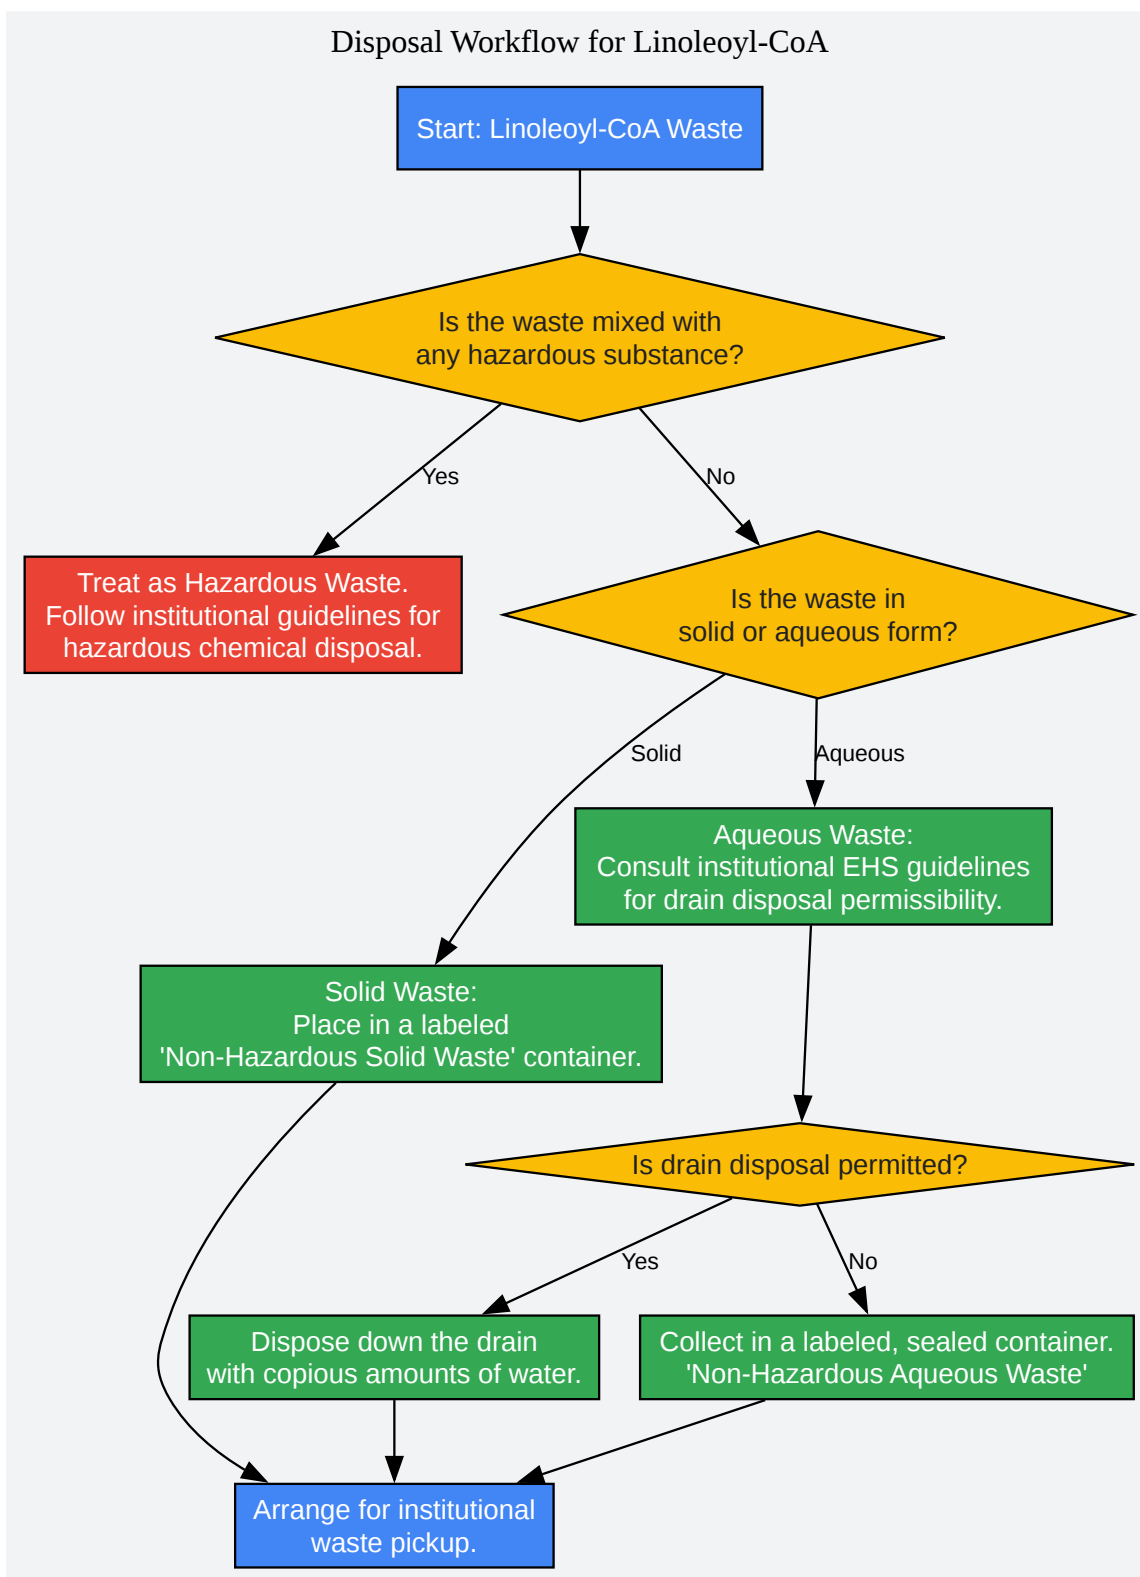 Disposal Workflow for Linoleoyl-CoA
Start: Linoleoyl-CoA Waste
Is the waste mixed with
any hazardous substance?
Yes
No
Treat as Hazardous Waste.
Follow institutional guidelines for
hazardous chemical disposal.
Is the waste in
solid or aqueous form?
Solid
Aqueous
Aqueous Waste:
Consult institutional EHS guidelines
for drain disposal permissibility.
Solid Waste:
Place in a labeled
'Non-Hazardous Solid Waste' container.
Is drain disposal permitted?
Yes
No
Dispose down the drain
with copious amounts of water.
Collect in a labeled, sealed container.
'Non-Hazardous Aqueous Waste'
Arrange for institutional
waste pickup.